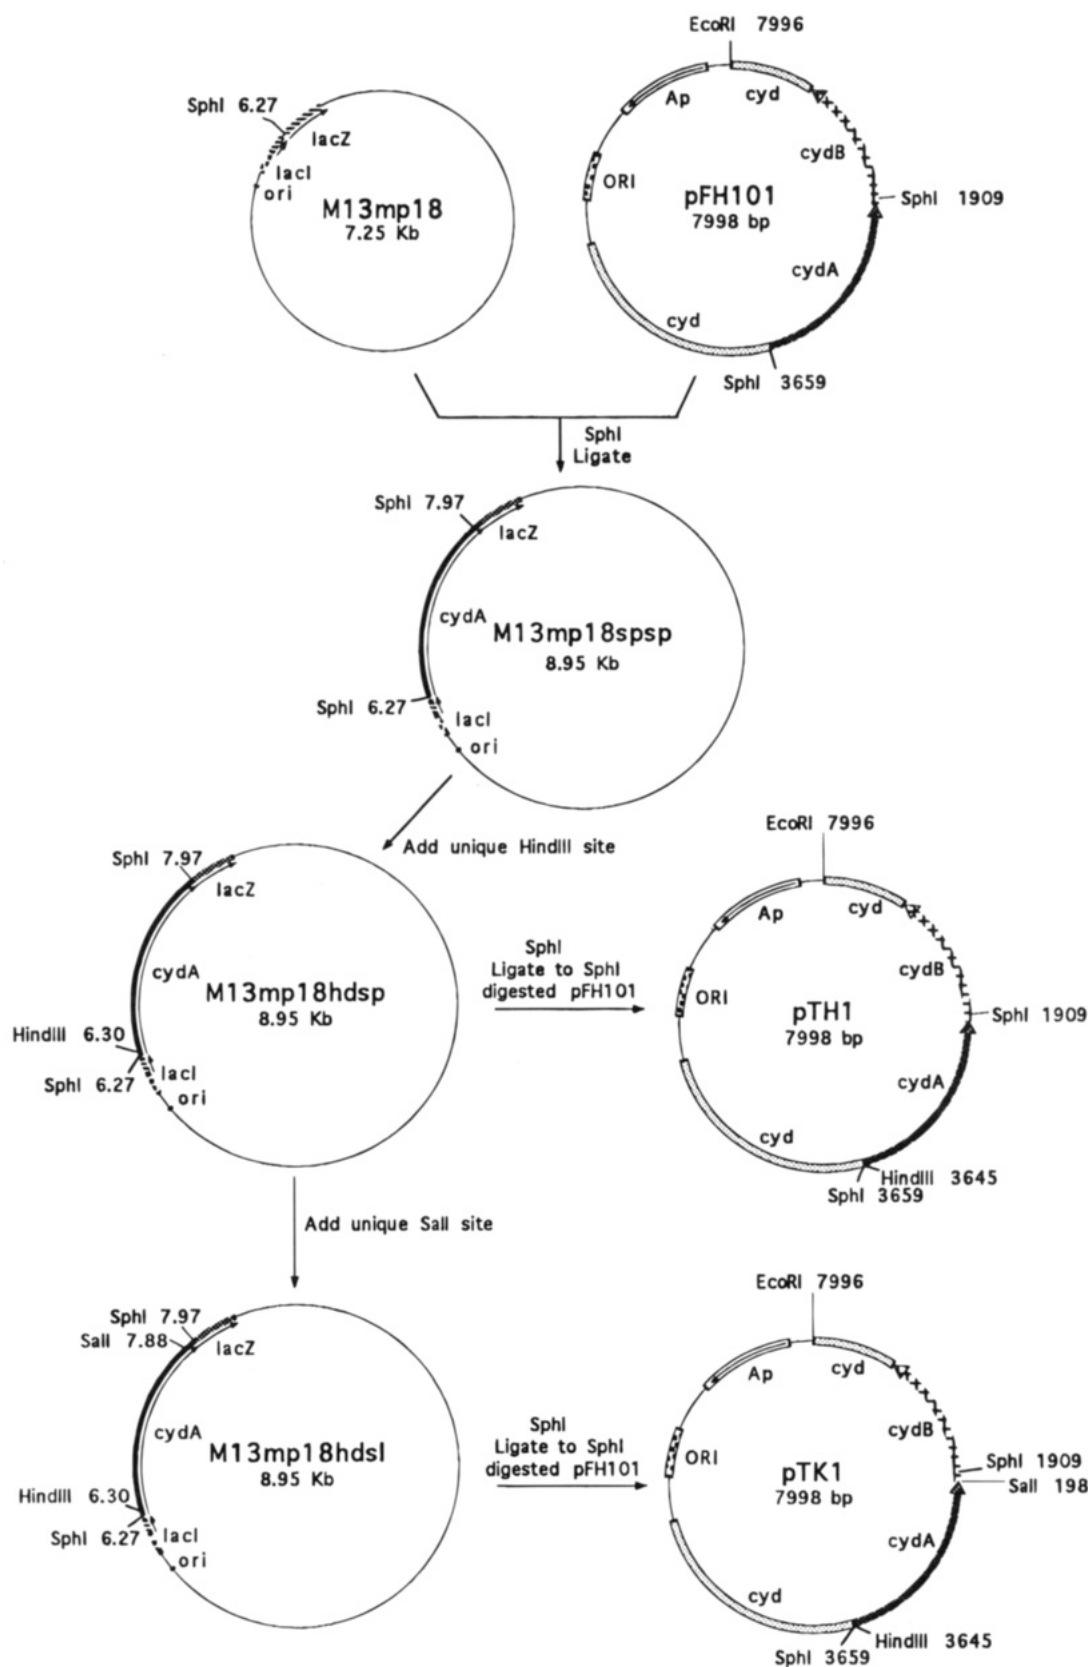 EcoRI 7996
SphI 6.27
lacZ
lacI
ori
M13mp18
7.25 Kb
Ap
cyd
cydB
ORI
pFH101
7998 bp
SphI 1909
cydA
cyd
SphI 3659
SphI
Ligate
SphI 7.97
lacZ
cydA
M13mp18spsp
8.95 Kb
SphI 6.27
lacI
ori
Add unique HindIII site
SphI 7.97
lacZ
cydA
M13mp18hdsp
8.95 Kb
HindIII 6.30
SphI 6.27
lacI
ori
SphI
Ligate to SphI
digested pFH101
EcoRI 7996
Ap
cyd
cydB
ORI
pTH1
7998 bp
SphI 1909
cydA
cyd
HindIII 3645
SphI 3659
Add unique SalI site
SphI 7.97
SalI 7.88
lacZ
cydA
M13mp18hdsl
8.95 Kb
HindIII 6.30
SphI 6.27
lacI
ori
SphI
Ligate to SphI
digested pFH101
EcoRI 7996
Ap
cyd
cydB
ORI
pTK1
7998 bp
SphI 1909
SalI 198
cydA
cyd
HindIII 3645
SphI 3659